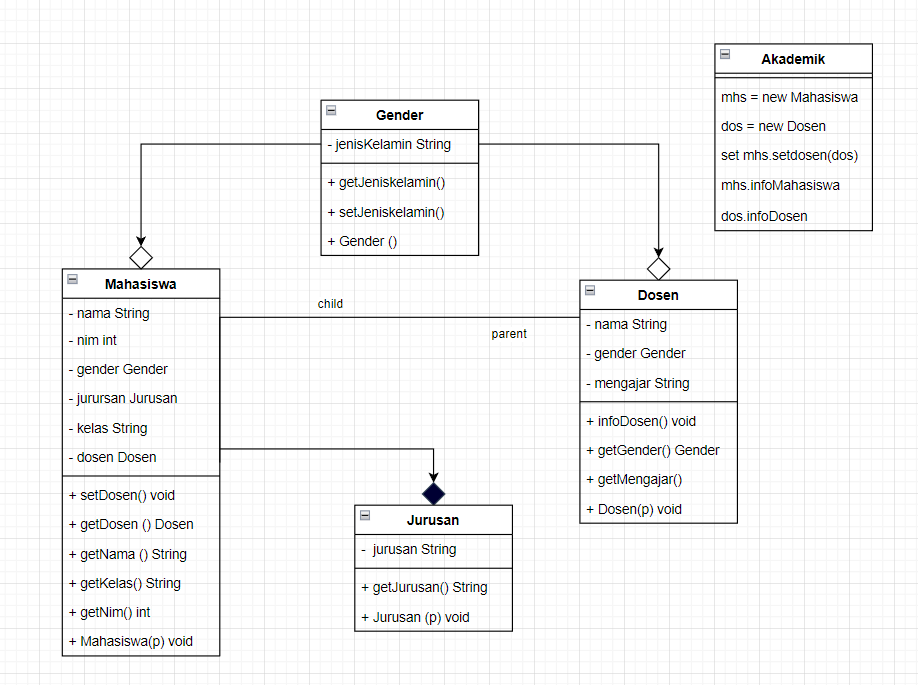 Akademik
mhs = new Mahasiswa
dos = new Dosen
set mhs.setdosen(dos)
mhs.infoMahasiswa
dos.infoDosen
Gender
- jenisKelamin String
+ getJeniskelamin()
+ setJeniskelamin()
+ Gender ()
Mahasiswa
- nama String
- nim int
- gender Gender
- jurursan Jurusan
- kelas String
- dosen Dosen
+ setDosen() void
+ getDosen () Dosen
+ getNama () String
+ getKelas() String
+ getNim() int
+ Mahasiswa(p) void
child
parent
Dosen
- nama String
- gender Gender
- mengajar String
+ infoDosen() void
+ getGender() Gender
+ getMengajar()
+ Dosen(p) void
Jurusan
- jurusan String
+ getJurusan() String
+ Jurusan (p) void